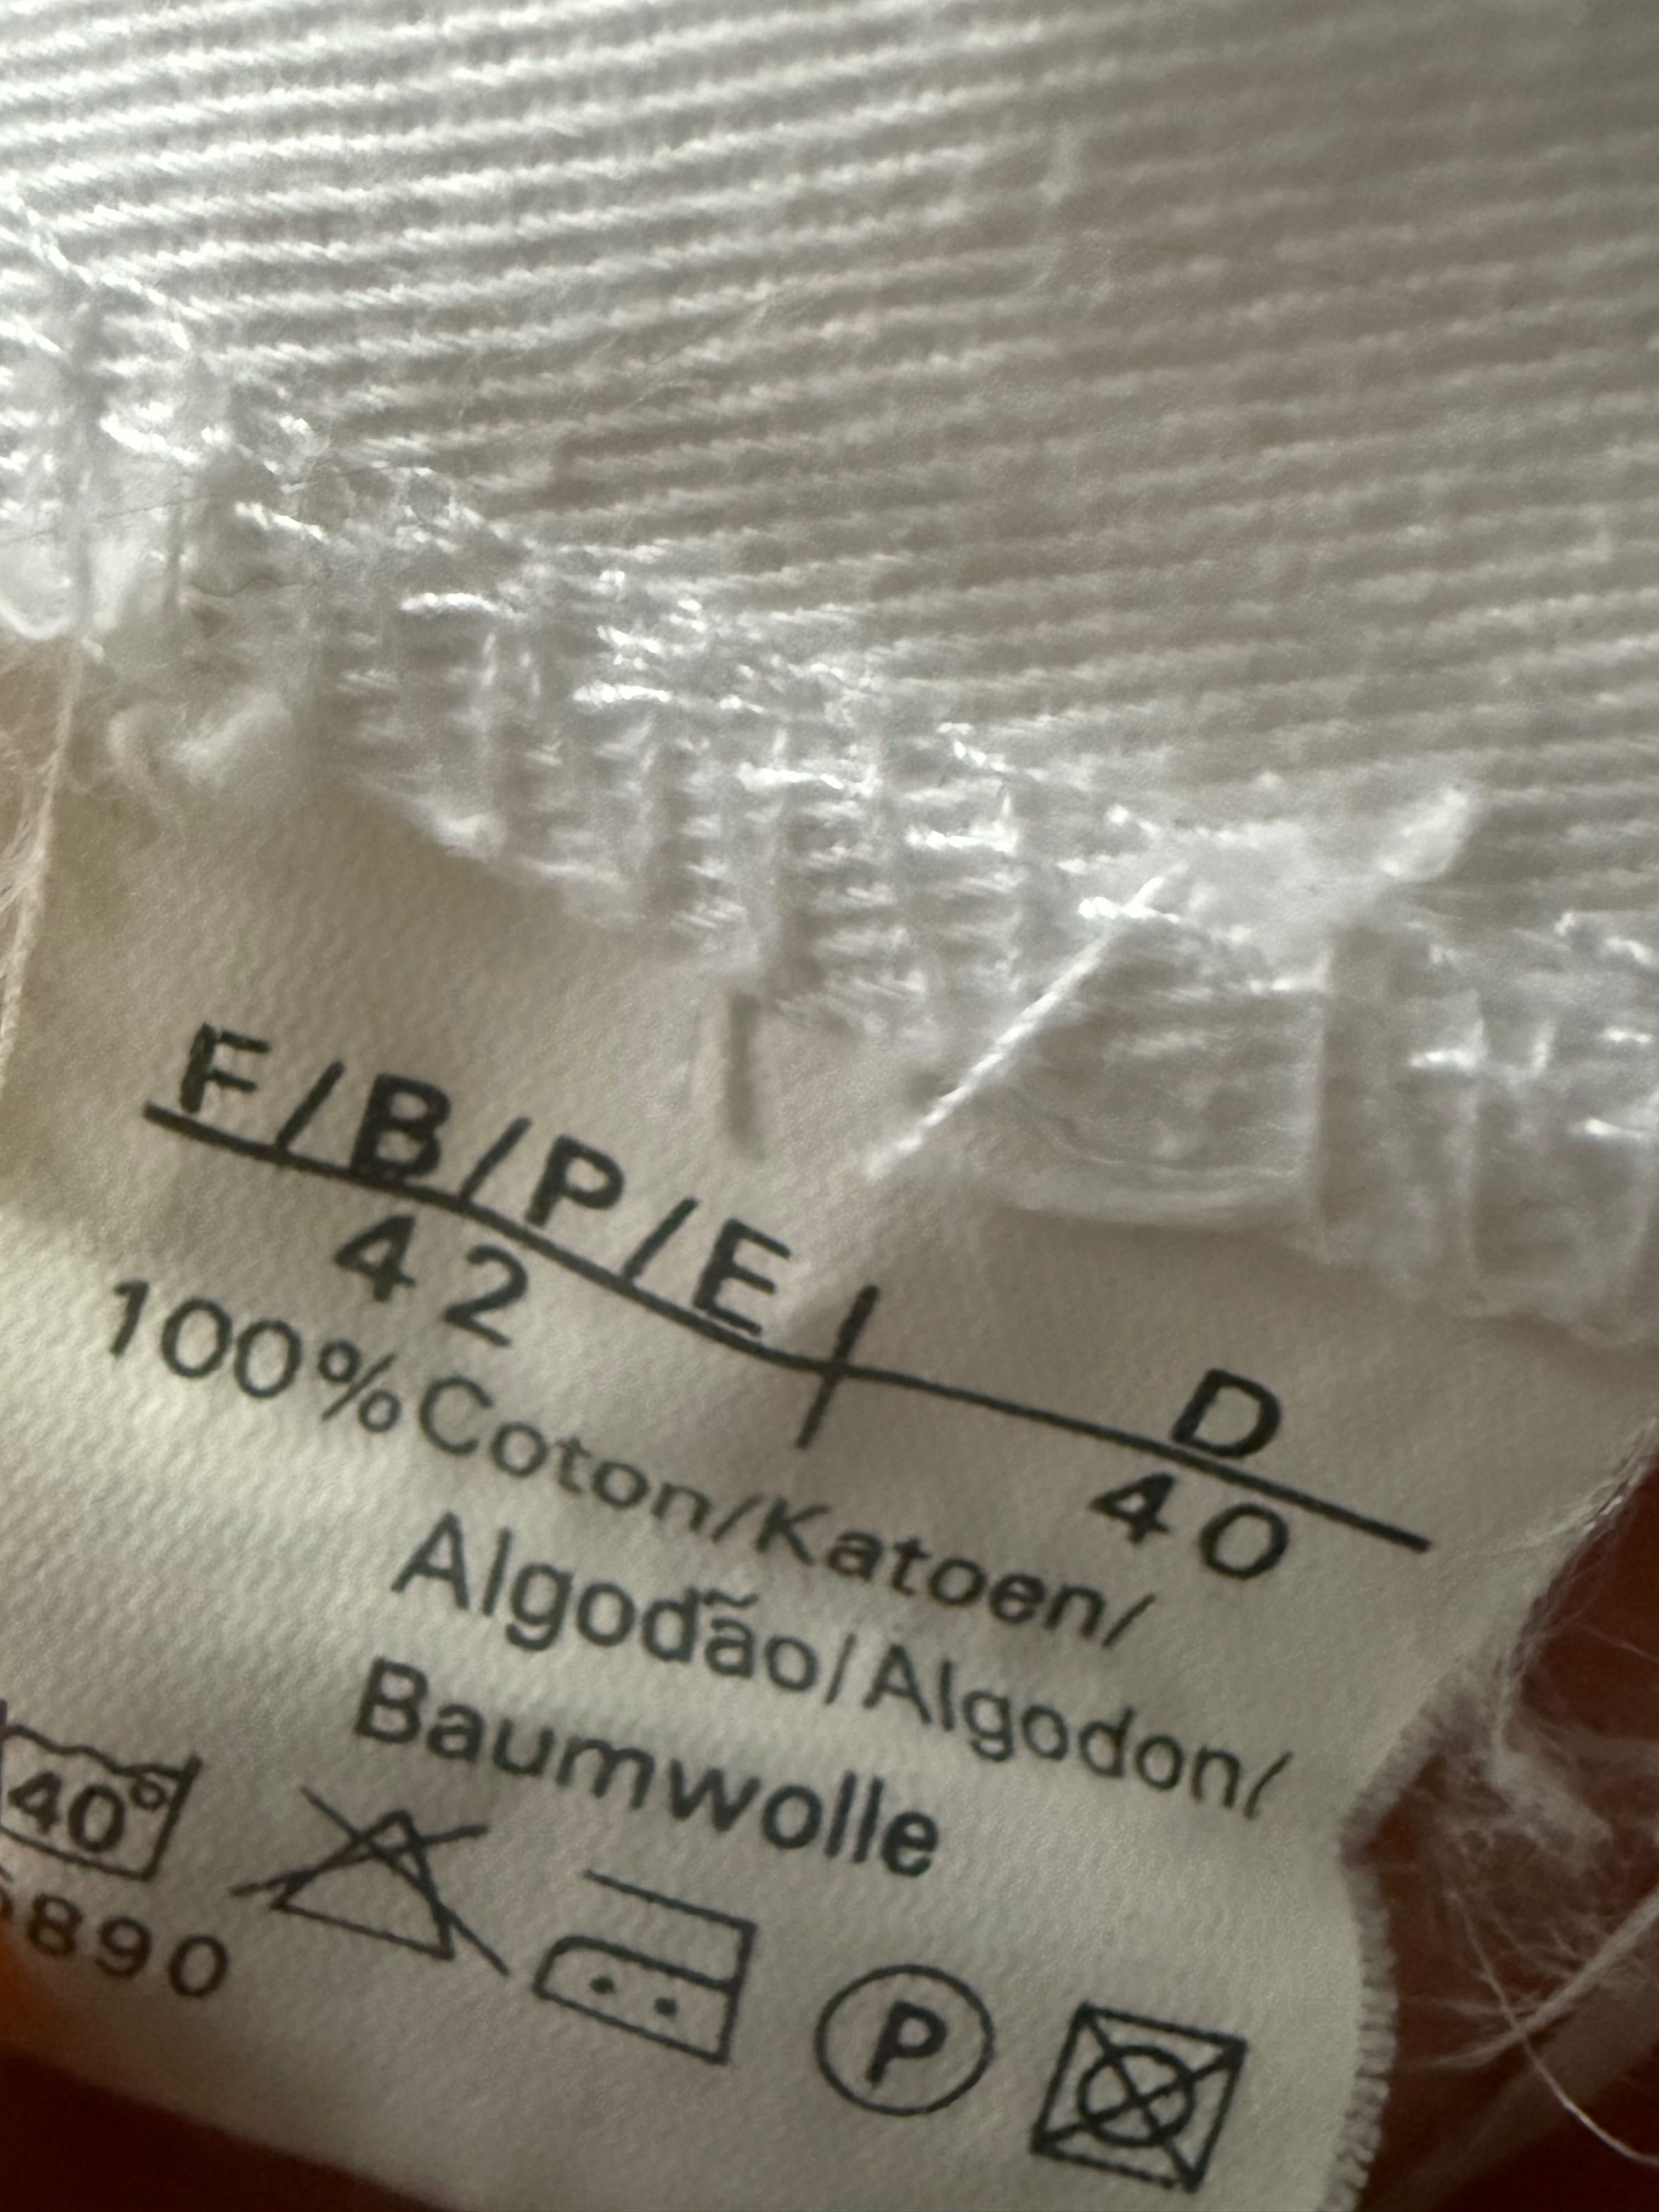 F/B/P/E | D
42 40
100% Coton/Katoen/
Algodão/Algodon/
Baumwolle
40°
P
890